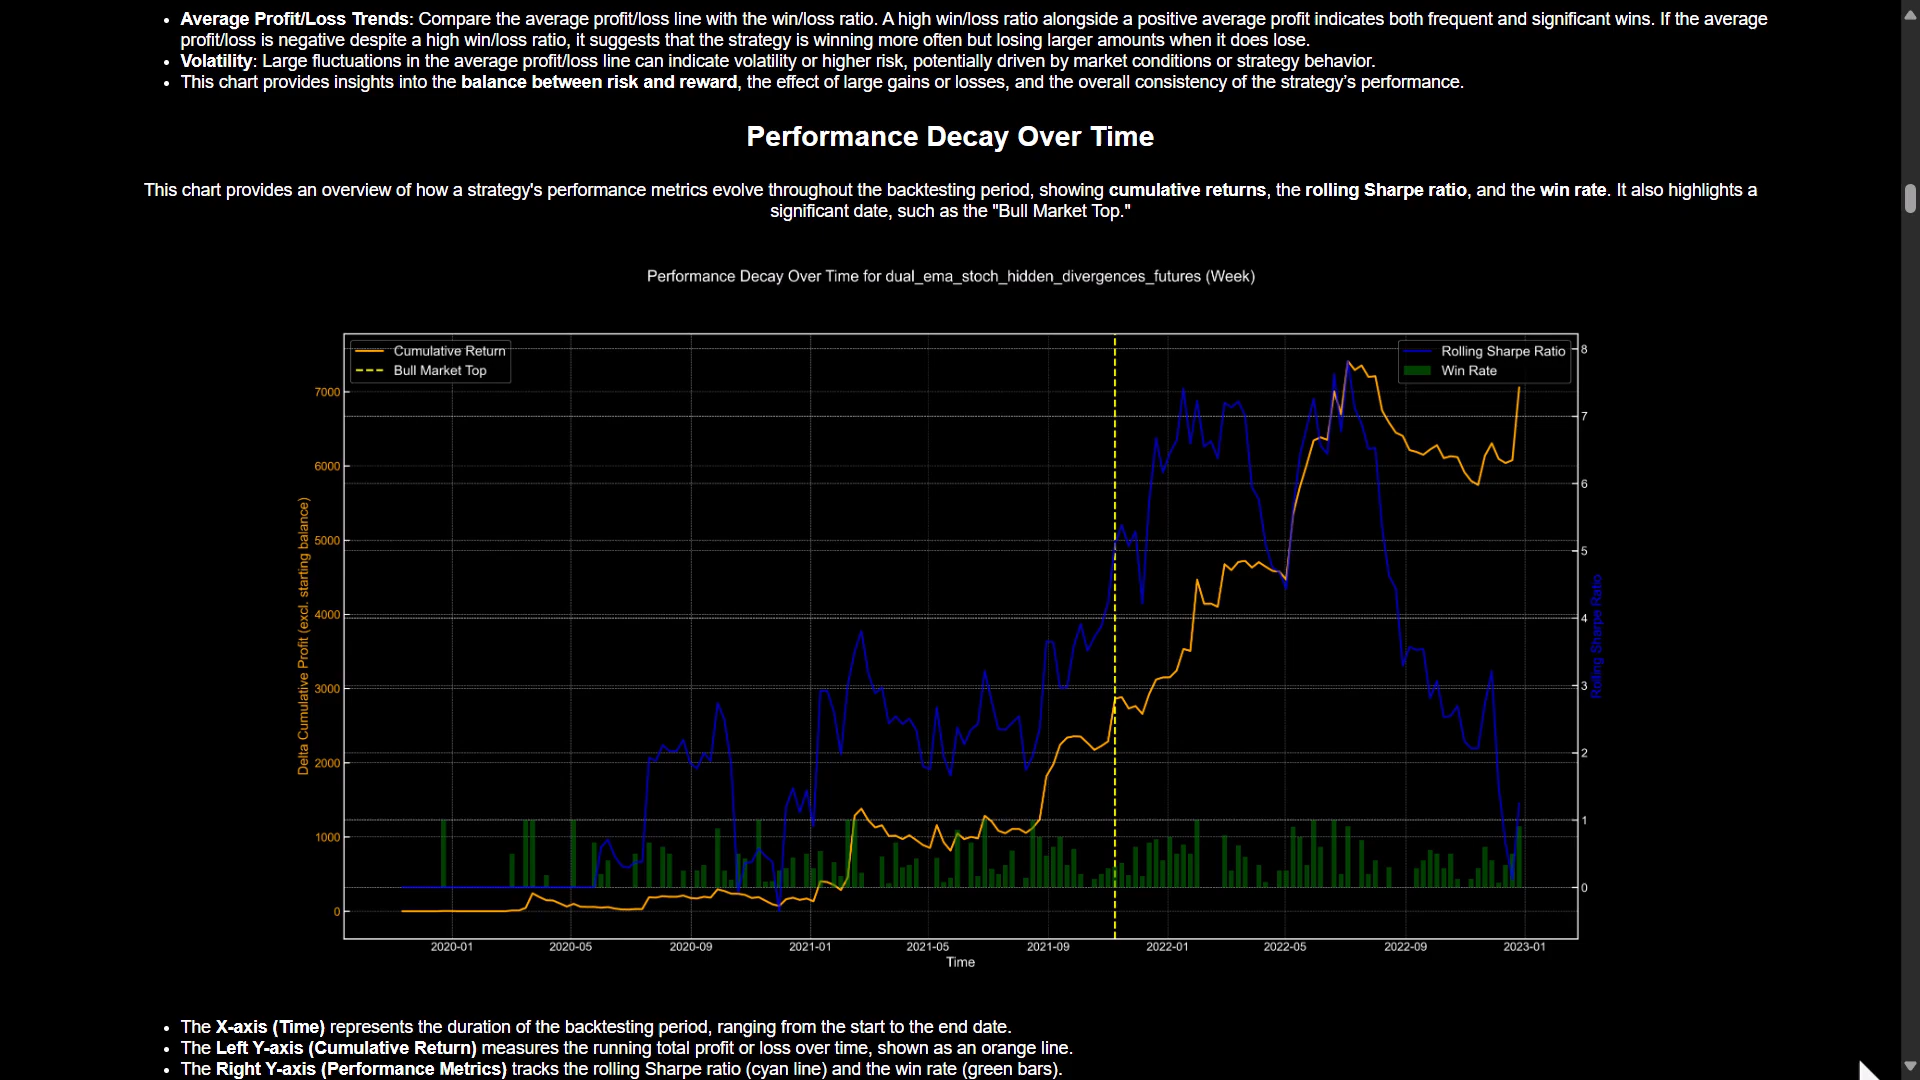 • Average Profit/Loss Trends: Compare the average profit/loss line with the win/loss ratio. A high win/loss ratio alongside a positive average profit indicates both frequent and significant wins. If the average
profit/loss is negative despite a high win/loss ratio, it suggests that the strategy is winning more often but losing larger amounts when it does lose.
• Volatility: Large fluctuations in the average profit/loss line can indicate volatility or higher risk, potentially driven by market conditions or strategy behavior.
• This chart provides insights into the balance between risk and reward, the effect of large gains or losses, and the overall consistency of the strategy’s performance.
Performance Decay Over Time
This chart provides an overview of how a strategy's performance metrics evolve throughout the backtesting period, showing cumulative returns, the rolling Sharpe ratio, and the win rate. It also highlights a
significant date, such as the "Bull Market Top."
Performance Decay Over Time for dual_ema_stoch_hidden_divergences_futures (Week)
Cumulative Return
Bull Market Top
Rolling Sharpe Ratio
Win Rate
Delta Cumulative Profit (excl. starting balance)
7000
6000
5000
4000
3000
2000
1000
0
8
7
6
5
4
3
2
1
0
Rolling Sharpe Ratio
2020-01 2020-05 2020-09 2021-01 2021-05 2021-09 2022-01 2022-05 2022-09 2023-01
Time
• The X-axis (Time) represents the duration of the backtesting period, ranging from the start to the end date.
• The Left Y-axis (Cumulative Return) measures the running total profit or loss over time, shown as an orange line.
• The Right Y-axis (Performance Metrics) tracks the rolling Sharpe ratio (cyan line) and the win rate (green bars).